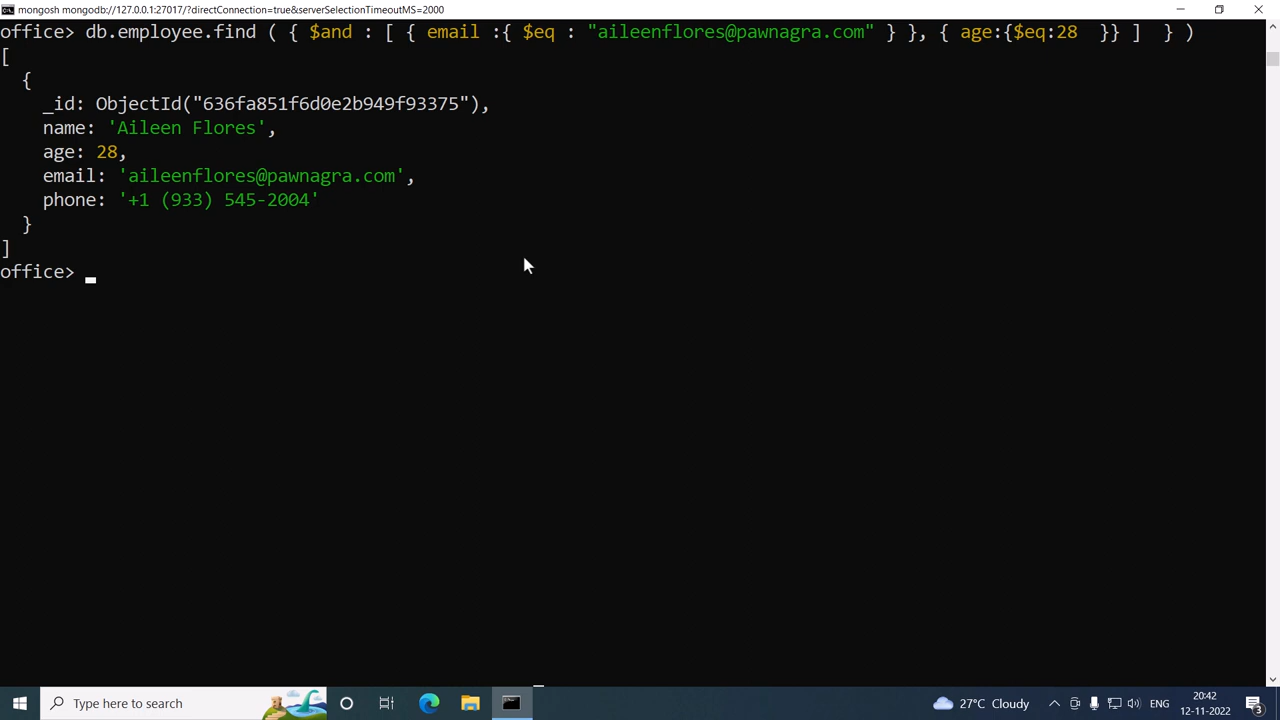 mongosh mongodb://127.0.0.1:27017/?directConnection=true&serverSelectionTimeoutMS=2000
office> db.employee.find ( { $and : [ { email :{ $eq : "aileenflores@pawnagra.com" } }, { age:{$eq:28  }} ]  } )
[
  {
    _id: ObjectId("636fa851f6d0e2b949f93375"),
    name: 'Aileen Flores',
    age: 28,
    email: 'aileenflores@pawnagra.com',
    phone: '+1 (933) 545-2004'
  }
]
office>
Type here to search
27°C Cloudy
ENG
20:42
12-11-2022
3